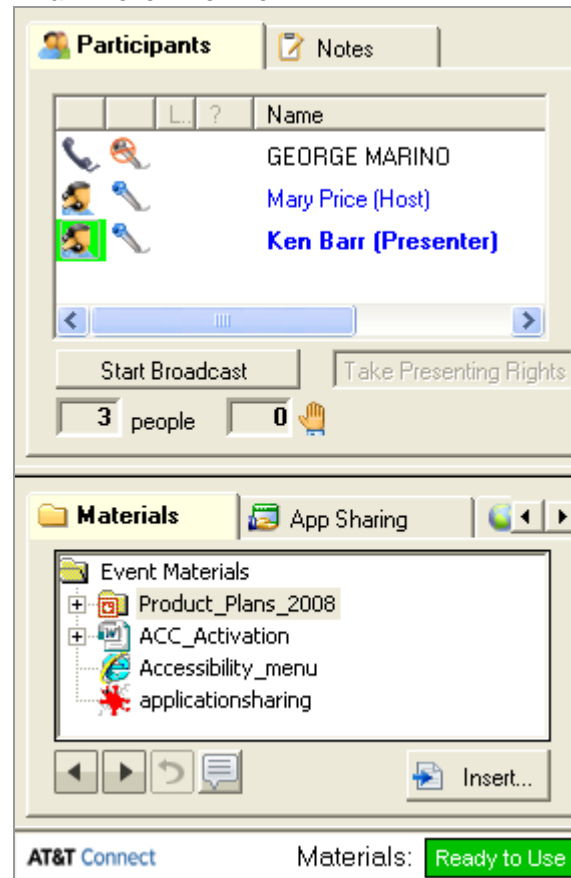 Participants Notes
L.. ? Name
GEORGE MARINO
Mary Price (Host)
Ken Barr (Presenter)
Start Broadcast Take Presenting Rights
3 people 0
Materials App Sharing
Event Materials
Product_Plans_2008
ACC_Activation
Accessibility_menu
applicationsharing
Insert...
AT&T Connect Materials: Ready to Use